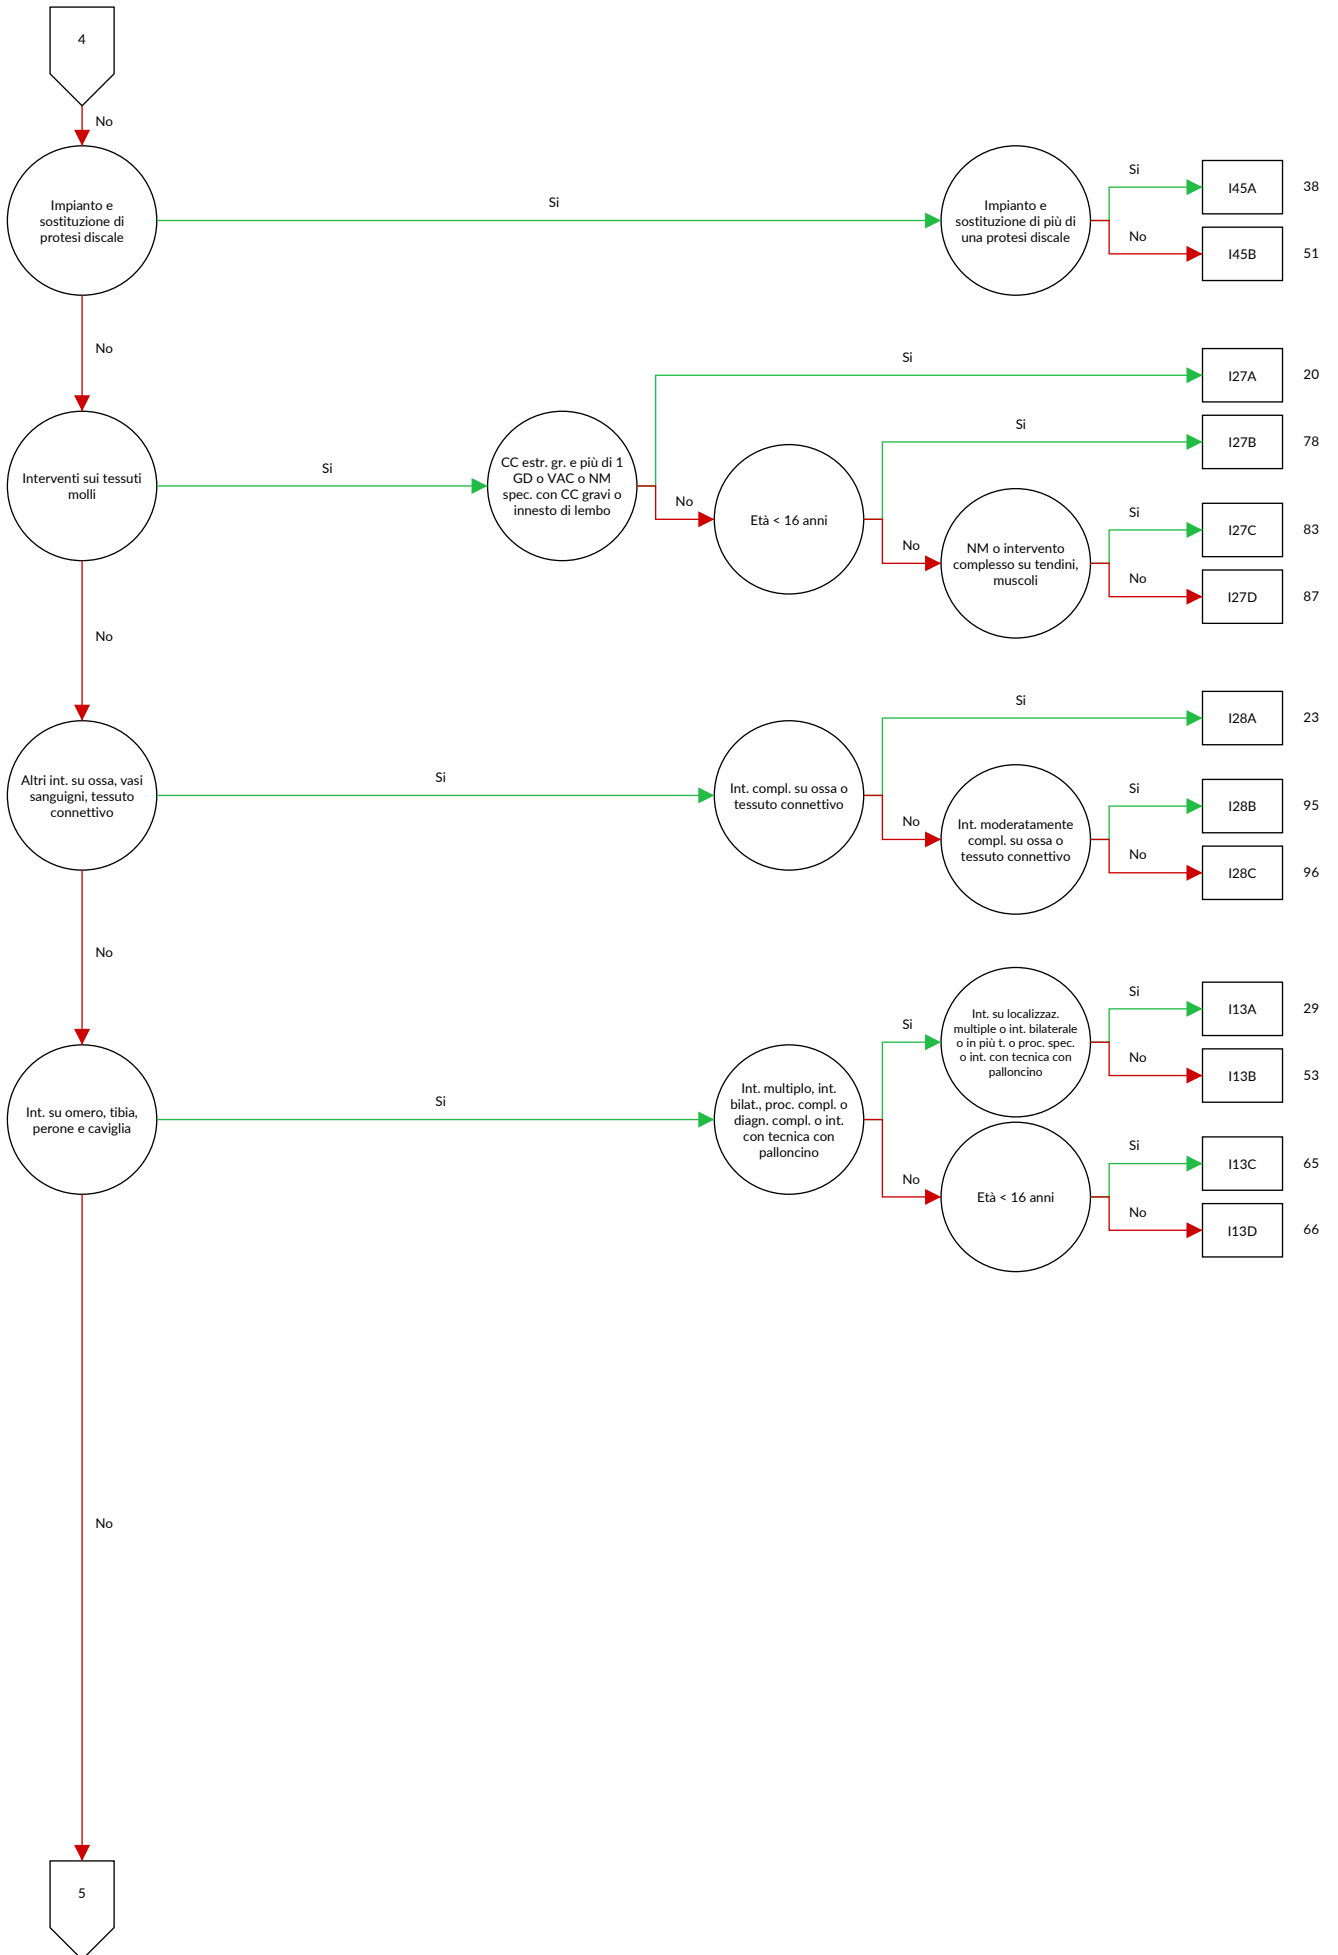 4
No
Impianto e
sostituzione di
protesi discale
Si
Impianto e
sostituzione di più di
una protesi discale
Si
I45A
38
No
I45B
51
No
Interventi sui tessuti
molli
Si
CC estr. gr. e più di 1
GD o VAC o NM
spec. con CC gravi o
innesto di lembo
Si
I27A
20
No
Età < 16 anni
Si
I27B
78
No
NM o intervento
complesso su tendini,
muscoli
Si
I27C
83
No
I27D
87
No
Altri int. su ossa, vasi
sanguigni, tessuto
connettivo
Si
Int. compl. su ossa o
tessuto connettivo
Si
I28A
23
No
Int. moderatamente
compl. su ossa o
tessuto connettivo
Si
I28B
95
No
I28C
96
No
Int. su omero, tibia,
perone e caviglia
Si
Int. multiplo, int.
bilat., proc. compl. o
diagn. compl. o int.
con tecnica con
palloncino
Si
Int. su localizzaz.
multiple o int. bilaterale
o in più t. o proc. spec.
o int. con tecnica con
palloncino
Si
I13A
29
No
I13B
53
No
Età < 16 anni
Si
I13C
65
No
I13D
66
No
5